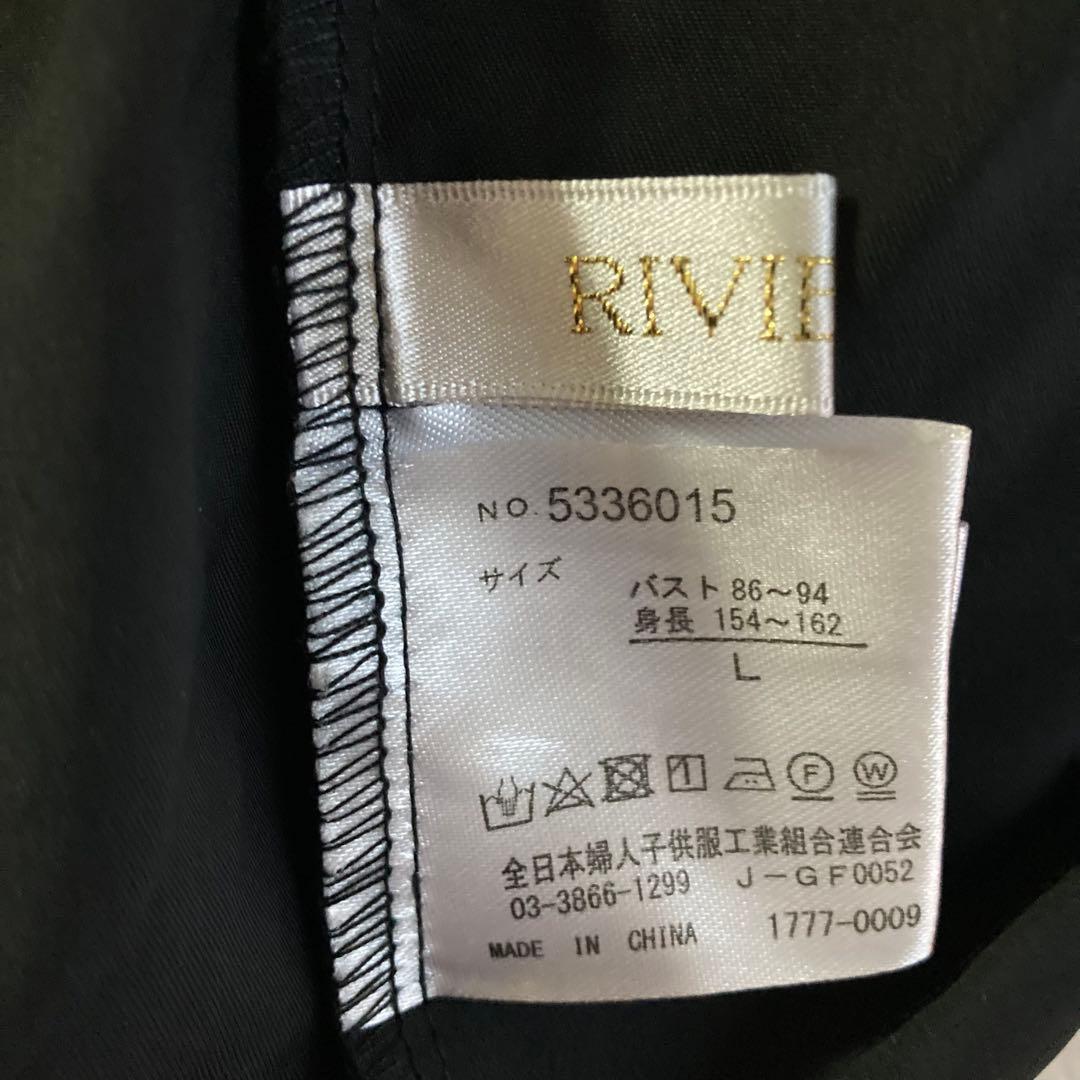 RIVIE
NO. 5336015
サイズ
バスト 86～94
身長 154～162
L
F W
全日本婦人子供服工業組合連合会
03-3866-1299 J-GF0052
MADE IN CHINA 1777-0009